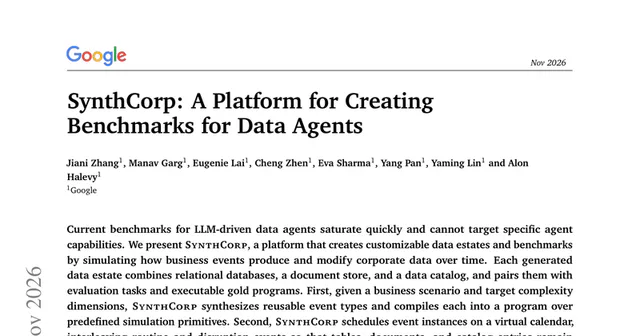 Google
Nov 2026
SynthCorp: A Platform for Creating
Benchmarks for Data Agents
Jiani Zhang1, Manav Garg1, Eugenie Lai1, Cheng Zhen1, Eva Sharma1, Yang Pan1, Yaming Lin1 and Alon
Halevy1
1Google
Current benchmarks for LLM-driven data agents saturate quickly and cannot target specific agent
capabilities. We present SYNTHCORP, a platform that creates customizable data estates and benchmarks
by simulating how business events produce and modify corporate data over time. Each generated
data estate combines relational databases, a document store, and a data catalog, and pairs them with
evaluation tasks and executable gold programs. First, given a business scenario and target complexity
dimensions, SYNTHCORP synthesizes reusable event types and compiles each into a program over
predefined simulation primitives. Second, SYNTHCORP schedules event instances on a virtual calendar,
Nov 2026